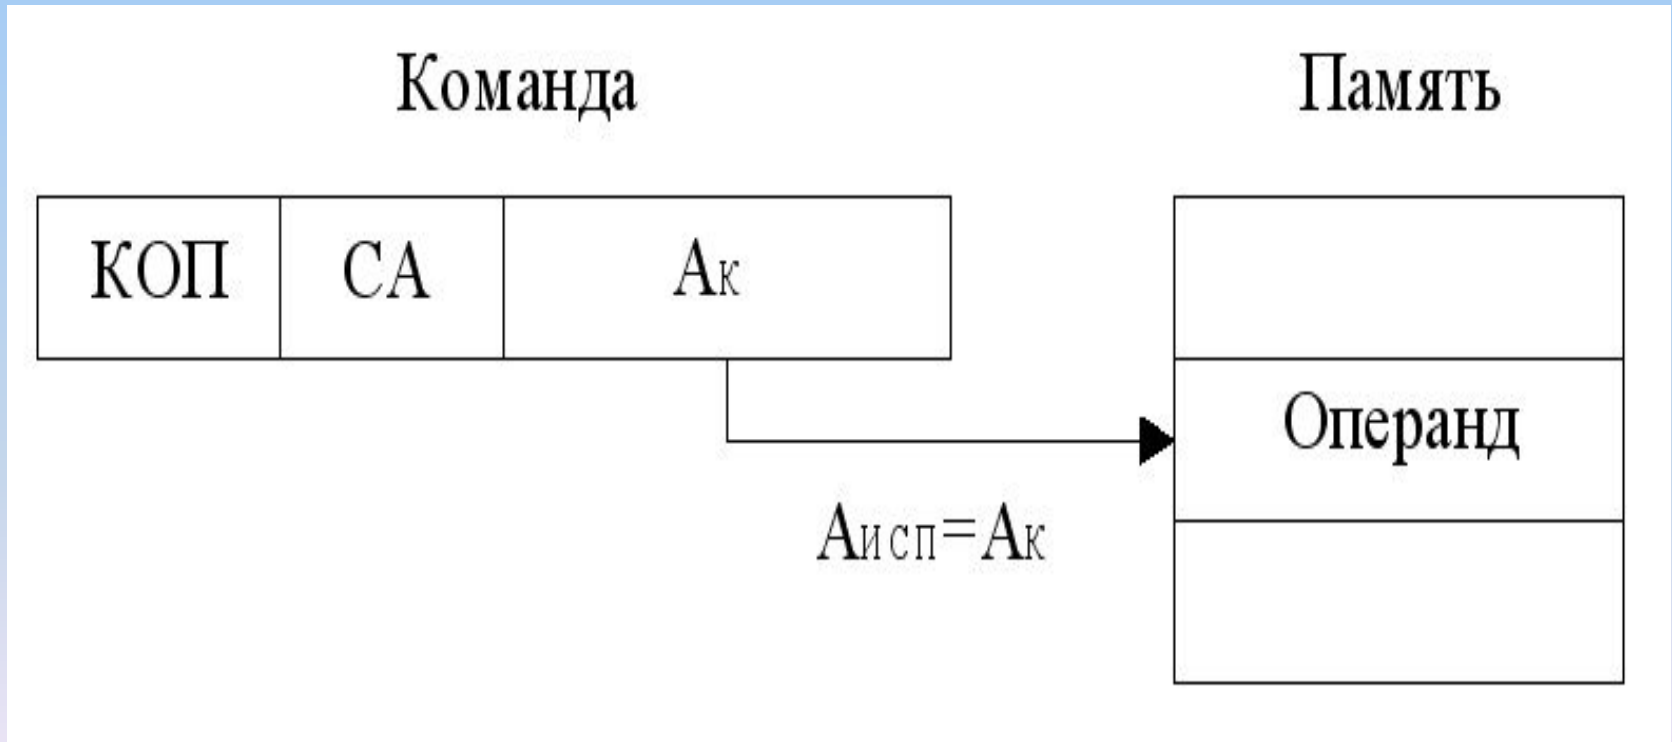 Команда
Память
КОП СА Ак
Операнд
Аисп=Ак